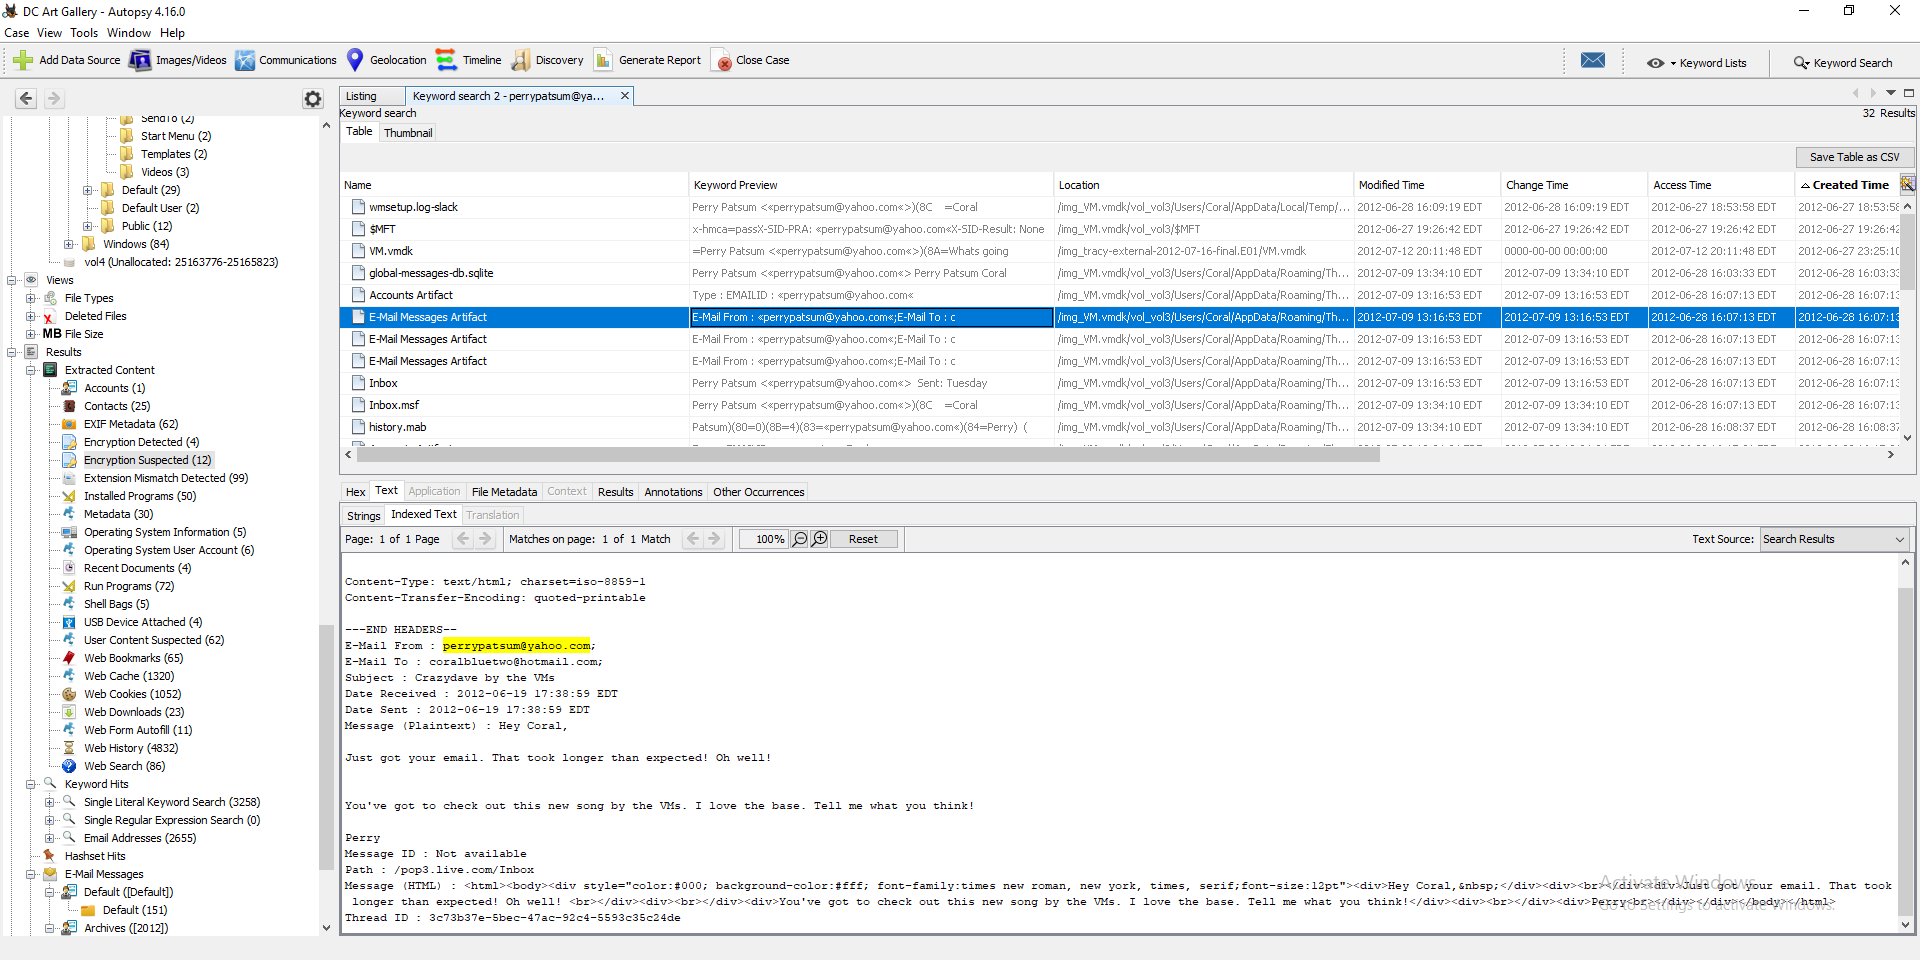 DC Art Gallery - Autopsy 4.16.0
Case View Tools Window Help
Add Data Source Images/Videos Communications Geolocation Timeline Discovery Generate Report Close Case Keyword Lists Keyword Search
Listing Keyword search 2 - perrypatsum@ya...
Keyword search 32 Results
Table Thumbnail
Save Table as CSV
SendTo (2)
Start Menu (2)
Templates (2)
Videos (3)
Default (29)
Default User (2)
Public (12)
Windows (84)
vol4 (Unallocated: 25163776-25165823)
Views
File Types
Deleted Files
MB File Size
Results
Extracted Content
Accounts (1)
Contacts (25)
EXIF Metadata (62)
Encryption Detected (4)
Encryption Suspected (12)
Extension Mismatch Detected (99)
Installed Programs (50)
Metadata (30)
Operating System Information (5)
Operating System User Account (6)
Recent Documents (4)
Run Programs (72)
Shell Bags (5)
USB Device Attached (4)
User Content Suspected (62)
Web Bookmarks (65)
Web Cache (1320)
Web Cookies (1052)
Web Downloads (23)
Web Form Autofill (11)
Web History (4832)
Web Search (86)
Keyword Hits
Single Literal Keyword Search (3258)
Single Regular Expression Search (0)
Email Addresses (2655)
Hashset Hits
E-Mail Messages
Default ([Default])
Default (151)
Archives ([2012])
Name Keyword Preview Location Modified Time Change Time Access Time Created Time
wmsetup.log-slack Perry Patsum <«perrypatsum@yahoo.com«>)(8C =Coral /img_VM.vmdk/vol_vol3/Users/Coral/AppData/Local/Temp/... 2012-06-28 16:09:19 EDT 2012-06-28 16:09:19 EDT 2012-06-27 18:53:58 EDT 2012-06-27 18:53:58
$MFT x-hmca=passX-SID-PRA: «perrypatsum@yahoo.com«X-SID-Result: None /img_VM.vmdk/vol_vol3/$MFT 2012-06-27 19:26:42 EDT 2012-06-27 19:26:42 EDT 2012-06-27 19:26:42 EDT 2012-06-27 19:26:42
VM.vmdk =Perry Patsum <«perrypatsum@yahoo.com«>)(8A=Whats going /img_tracy-external-2012-07-16-final.E01/VM.vmdk 2012-07-12 20:11:48 EDT 0000-00-00 00:00:00 2012-07-12 20:11:48 EDT 2012-06-27 23:25:10
global-messages-db.sqlite Perry Patsum <«perrypatsum@yahoo.com«> Perry Patsum Coral /img_VM.vmdk/vol_vol3/Users/Coral/AppData/Roaming/Th... 2012-07-09 13:34:10 EDT 2012-07-09 13:34:10 EDT 2012-06-28 16:03:33 EDT 2012-06-28 16:03:33
Accounts Artifact Type : EMAILID : «perrypatsum@yahoo.com« /img_VM.vmdk/vol_vol3/Users/Coral/AppData/Roaming/Th... 2012-07-09 13:16:53 EDT 2012-07-09 13:16:53 EDT 2012-06-28 16:07:13 EDT 2012-06-28 16:07:13
E-Mail Messages Artifact E-Mail From : «perrypatsum@yahoo.com«;E-Mail To : c /img_VM.vmdk/vol_vol3/Users/Coral/AppData/Roaming/Th... 2012-07-09 13:16:53 EDT 2012-07-09 13:16:53 EDT 2012-06-28 16:07:13 EDT 2012-06-28 16:07:13
E-Mail Messages Artifact E-Mail From : «perrypatsum@yahoo.com«;E-Mail To : c /img_VM.vmdk/vol_vol3/Users/Coral/AppData/Roaming/Th... 2012-07-09 13:16:53 EDT 2012-07-09 13:16:53 EDT 2012-06-28 16:07:13 EDT 2012-06-28 16:07:13
E-Mail Messages Artifact E-Mail From : «perrypatsum@yahoo.com«;E-Mail To : c /img_VM.vmdk/vol_vol3/Users/Coral/AppData/Roaming/Th... 2012-07-09 13:16:53 EDT 2012-07-09 13:16:53 EDT 2012-06-28 16:07:13 EDT 2012-06-28 16:07:13
Inbox Perry Patsum <«perrypatsum@yahoo.com«> Sent: Tuesday /img_VM.vmdk/vol_vol3/Users/Coral/AppData/Roaming/Th... 2012-07-09 13:16:53 EDT 2012-07-09 13:16:53 EDT 2012-06-28 16:07:13 EDT 2012-06-28 16:07:13
Inbox.msf Perry Patsum <«perrypatsum@yahoo.com«>)(8C =Coral /img_VM.vmdk/vol_vol3/Users/Coral/AppData/Roaming/Th... 2012-07-09 13:34:10 EDT 2012-07-09 13:34:10 EDT 2012-06-28 16:07:13 EDT 2012-06-28 16:07:13
history.mab Patsum)(80=0)(8B=4)(83=«perrypatsum@yahoo.com«)(84=Perry) ( /img_VM.vmdk/vol_vol3/Users/Coral/AppData/Roaming/Th... 2012-07-09 13:34:10 EDT 2012-07-09 13:34:10 EDT 2012-06-28 16:08:37 EDT 2012-06-28 16:08:37
Hex Text Application File Metadata Context Results Annotations Other Occurrences
Strings Indexed Text Translation
Page: 1 of 1 Page Matches on page: 1 of 1 Match 100% Reset Text Source: Search Results
Content-Type: text/html; charset=iso-8859-1
Content-Transfer-Encoding: quoted-printable
---END HEADERS--
E-Mail From : perrypatsum@yahoo.com;
E-Mail To : coralbluetwo@hotmail.com;
Subject : Crazydave by the VMs
Date Received : 2012-06-19 17:38:59 EDT
Date Sent : 2012-06-19 17:38:59 EDT
Message (Plaintext) : Hey Coral,
Just got your email. That took longer than expected! Oh well!
You've got to check out this new song by the VMs. I love the base. Tell me what you think!
Perry
Message ID : Not available
Path : /pop3.live.com/Inbox
Message (HTML) : <html><body><div style="color:#000; background-color:#fff; font-family:times new roman, new york, times, serif;font-size:12pt"><div>Hey Coral,&nbsp;</div><div><br></div><div>Just got your email. That took
longer than expected! Oh well! <br></div><div><br></div><div>You've got to check out this new song by the VMs. I love the base. Tell me what you think!</div><div><br></div><div>Perry<br></div></div></body></html>
Thread ID : 3c73b37e-5bec-47ac-92c4-5593c35c24de
Activate Windows
Go to Settings to activate Windows.